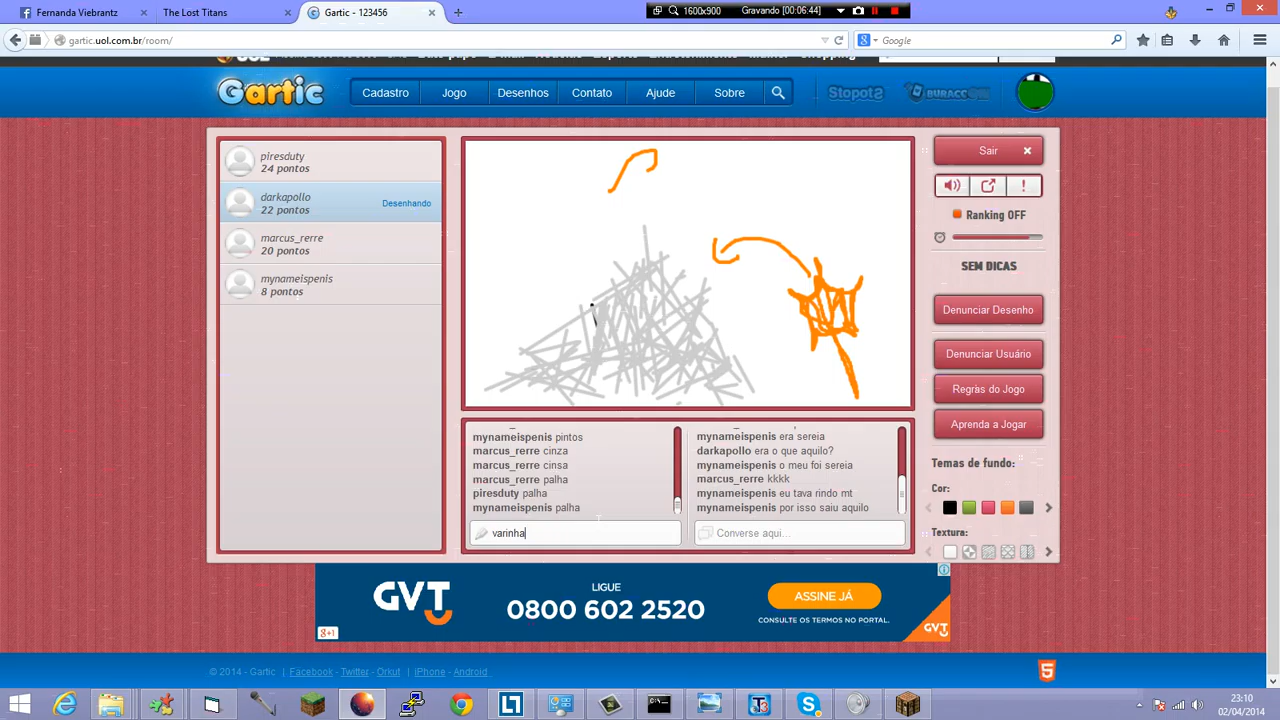 Fernanda Viebrantz
The Lost Titans
Gartic - 123456
1600x900
Gravando [00:06:44]
gartic.uol.com.br/room/
Google
Gartic
Cadastro
Jogo
Desenhos
Contato
Ajude
Sobre
Stopots
piresduty
24 pontos
darkapollo
22 pontos
Desenhando
marcus_rerre
20 pontos
mynameispenis
8 pontos
Sair
Ranking OFF
SEM DICAS
Denunciar Desenho
Denunciar Usuário
Regras do Jogo
Aprenda a Jogar
Temas de fundo:
Cor:
Textura:
mynameispenis pintos
marcus_rerre cinza
marcus_rerre cinsa
marcus_rerre palha
piresduty palha
mynameispenis palha
varinha
mynameispenis era sereia
darkapollo era o que aquilo?
mynameispenis o meu foi sereia
marcus_rerre kkkk
mynameispenis eu tava rindo mt
mynameispenis por isso saiu aquilo
Converse aqui...
GVT
LIGUE
0800 602 2520
ASSINE JÁ
CONSULTE OS TERMOS NO PORTAL.
GVT
g+1
© 2014 - Gartic | Facebook - Twitter - Orkut | iPhone - Android
23:10
02/04/2014